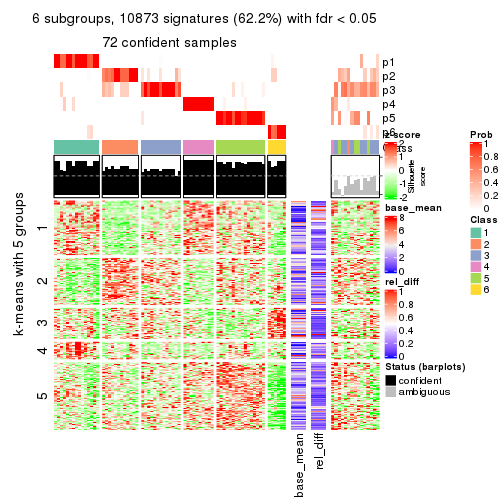 6 subgroups, 10873 signatures (62.2%) with fdr < 0.05
72 confident samples
p1
p2
p3
p4
p5
p6
Class
Silhouette
score
k-means with 5 groups
1
2
3
4
5
base_mean
rel_diff
z-score
2
1
0
-1
-2
base_mean
8
6
4
2
0
rel_diff
1
0.8
0.6
0.4
0.2
0
Status (barplots)
confident
ambiguous
Prob
1
0.8
0.6
0.4
0.2
0
Class
1
2
3
4
5
6